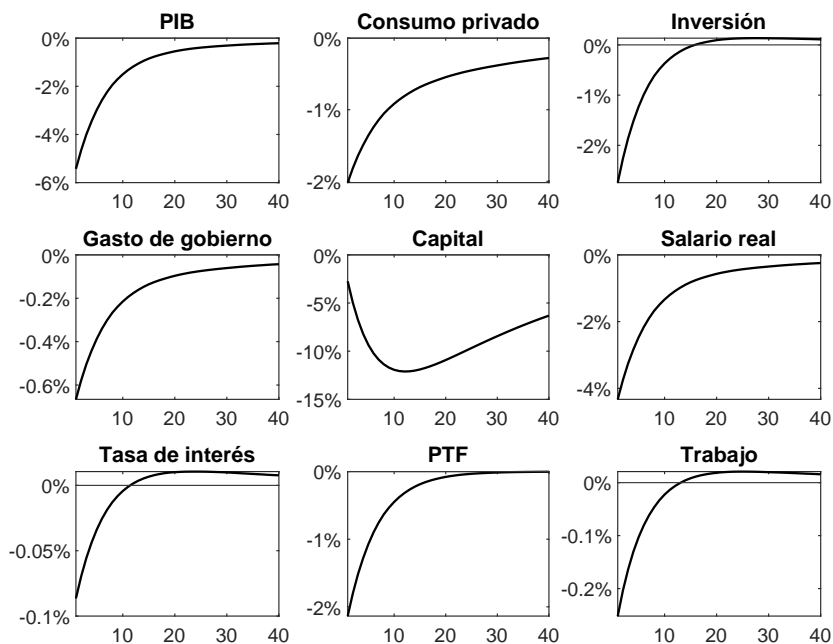 PIB
0%
-2%
-4%
-6%
10 20 30 40
Consumo privado
0%
-1%
-2%
10 20 30 40
Inversión
0%
-1%
-2%
10 20 30 40
Gasto de gobierno
0%
-0.2%
-0.4%
-0.6%
10 20 30 40
Capital
0%
-5%
-10%
-15%
10 20 30 40
Salario real
0%
-2%
-4%
10 20 30 40
Tasa de interés
0%
-0.05%
-0.1%
10 20 30 40
PTF
0%
-1%
-2%
10 20 30 40
Trabajo
0%
-0.1%
-0.2%
10 20 30 40